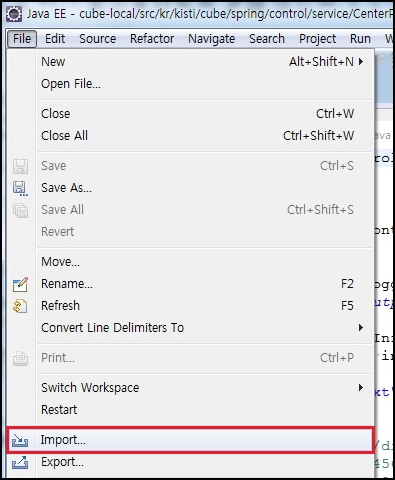 Java EE - cube-local/src/kr/kisti/cube/spring/control/service/CenterF
File Edit Source Refactor Navigate Search Project Run
New Alt+Shift+N
Open File...
Close Ctrl+W
Close All Ctrl+Shift+W
Save Ctrl+S
Save As...
Save All Ctrl+Shift+S
Revert
Move...
Rename... F2
Refresh F5
Convert Line Delimiters To
Print... Ctrl+P
Switch Workspace
Restart
Import...
Export...